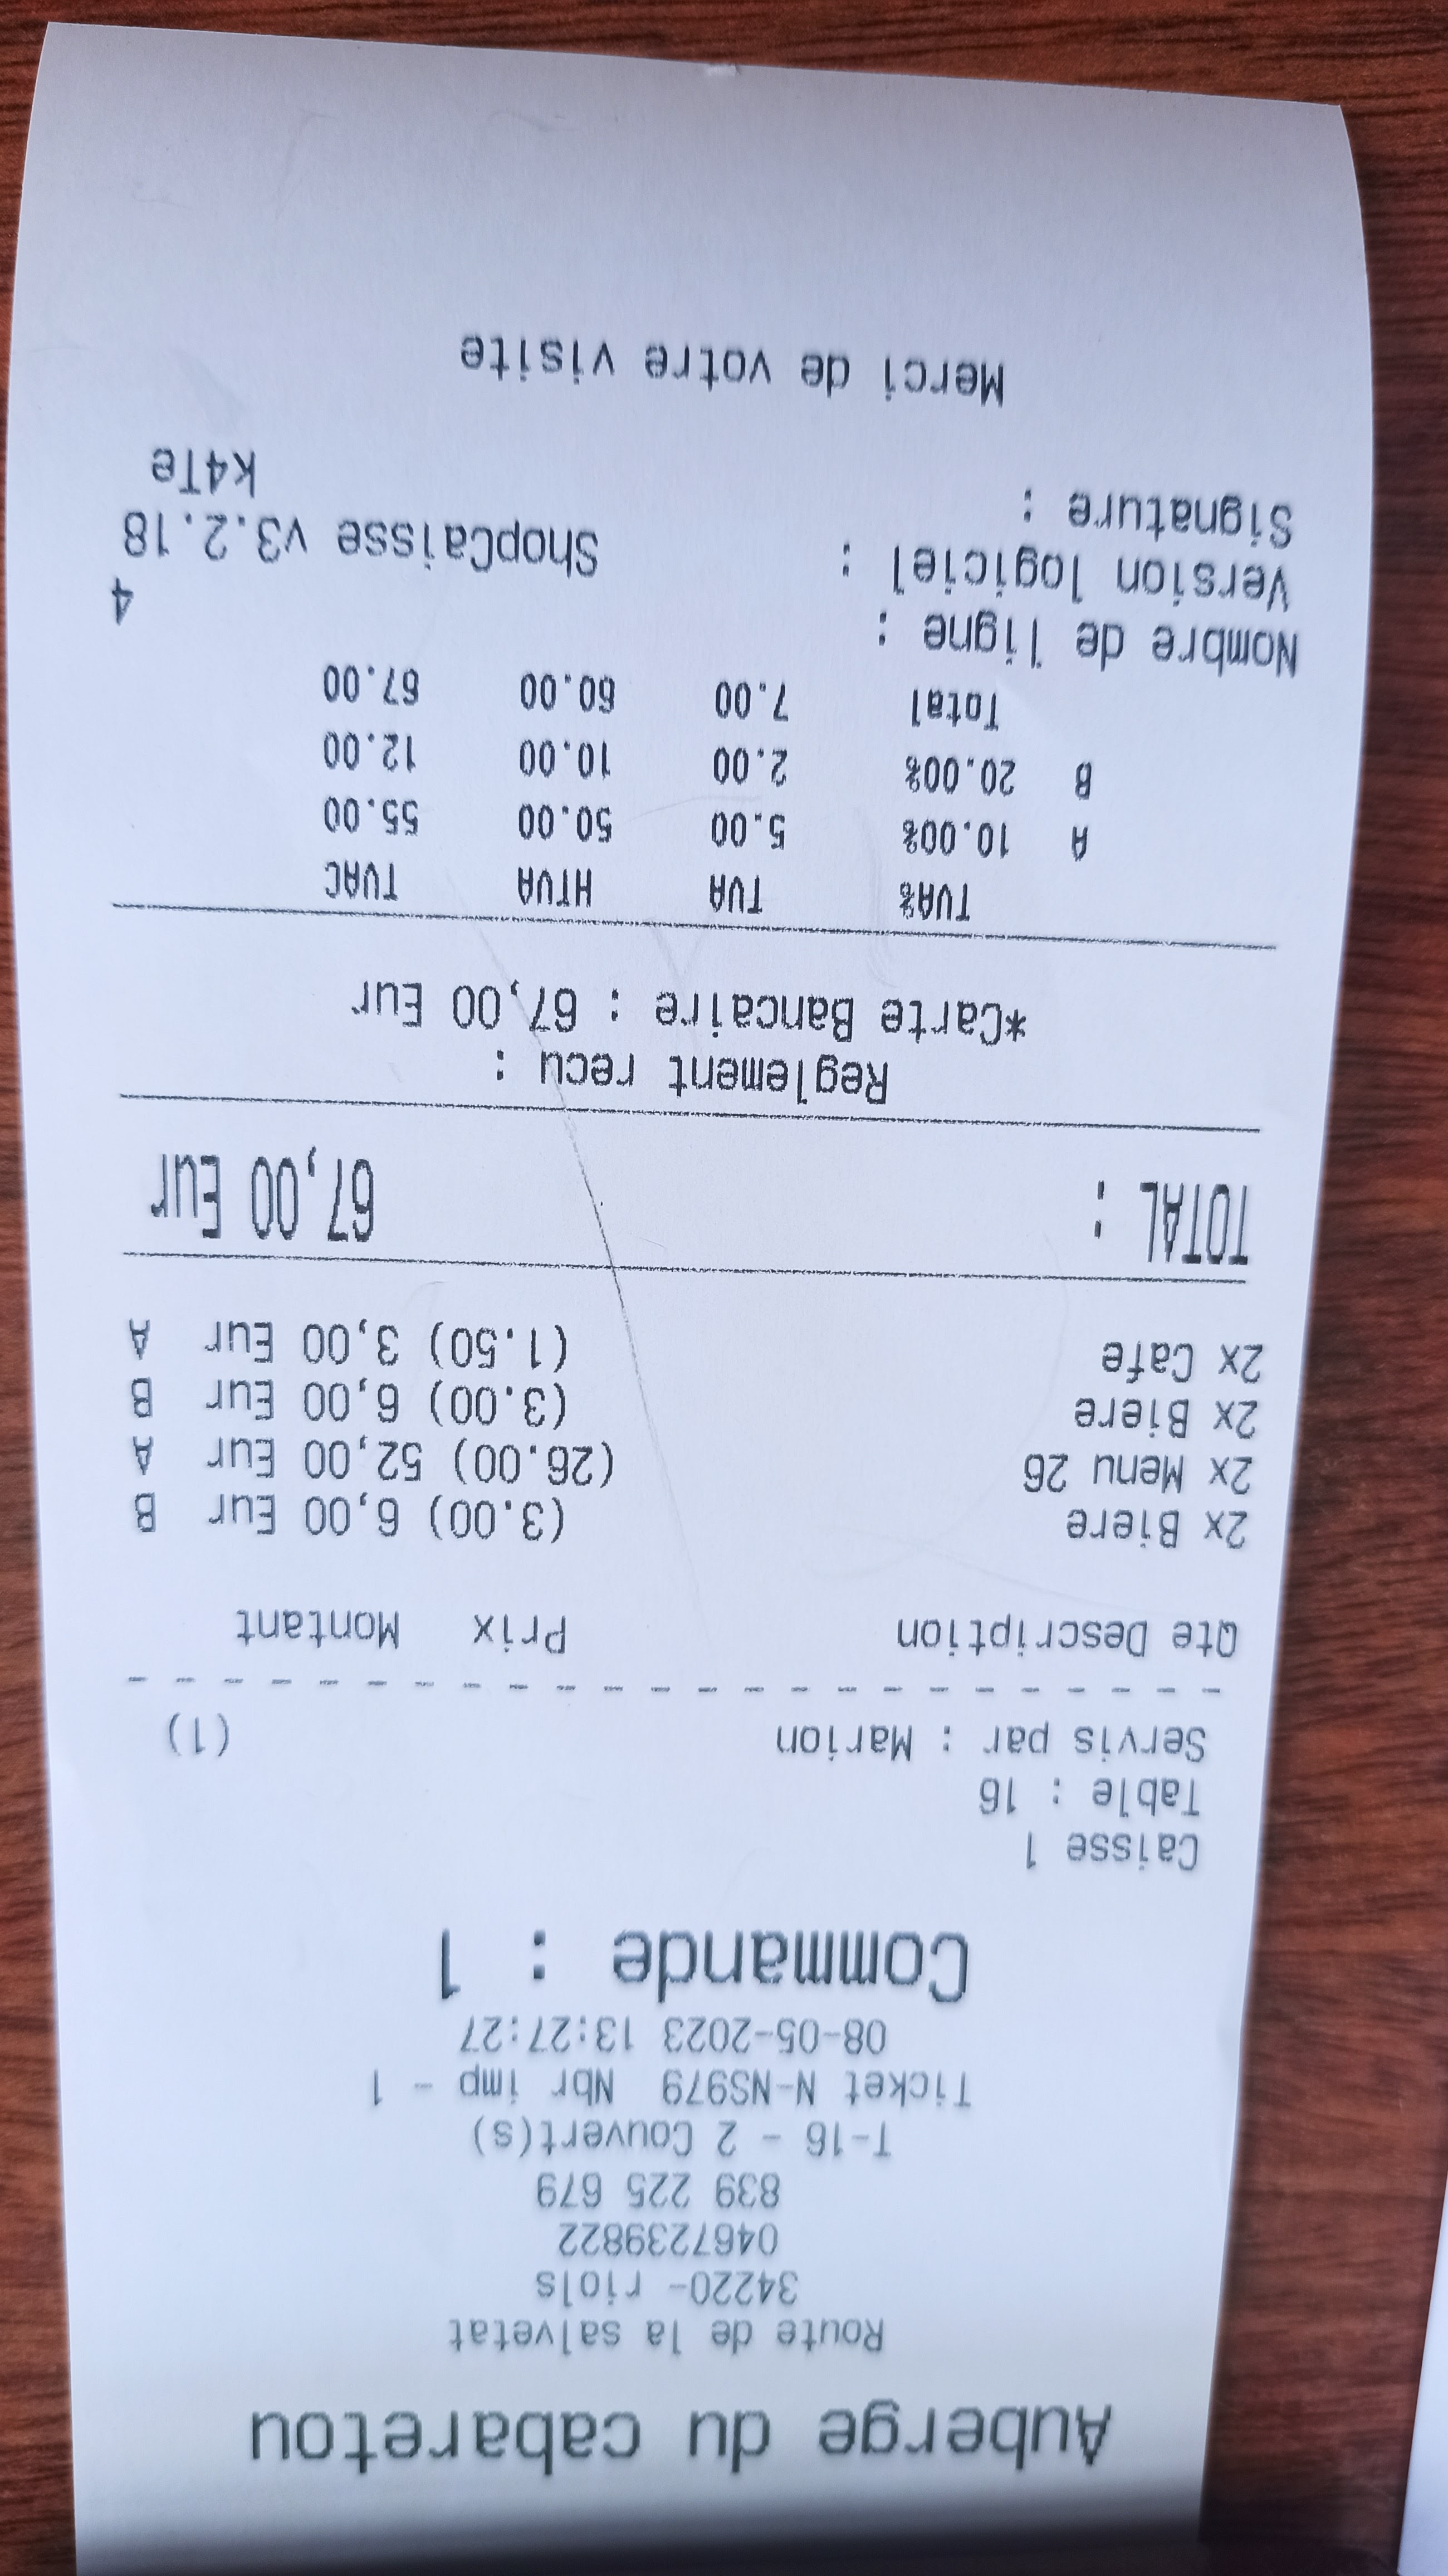 Auberge du cabaretou
Route de la salvetat
34220- riols
0467239822
839 225 679
T-16 - 2 Couvert(s)
Ticket N-NS979 Nbr imp - 1
08-05-2023 13:27:27
Commande : 1
Caisse 1
Table : 16
Servis par : Marion (1)
Qte Description Prix Montant
2x Biere (3.00) 6,00 Eur B
2x Menu 26 (26.00) 52,00 Eur A
2x Biere (3.00) 6,00 Eur B
2x Cafe (1.50) 3,00 Eur A
TOTAL : 67,00 Eur
Reglement recu :
*Carte Bancaire : 67,00 Eur
TVA% TVA HTVA TVAC
A 10.00% 5.00 50.00 55.00
B 20.00% 2.00 10.00 12.00
Total 7.00 60.00 67.00
Nombre de ligne : 4
Version logiciel : ShopCaisse v3.2.18
Signature : k4Te
Merci de votre visite